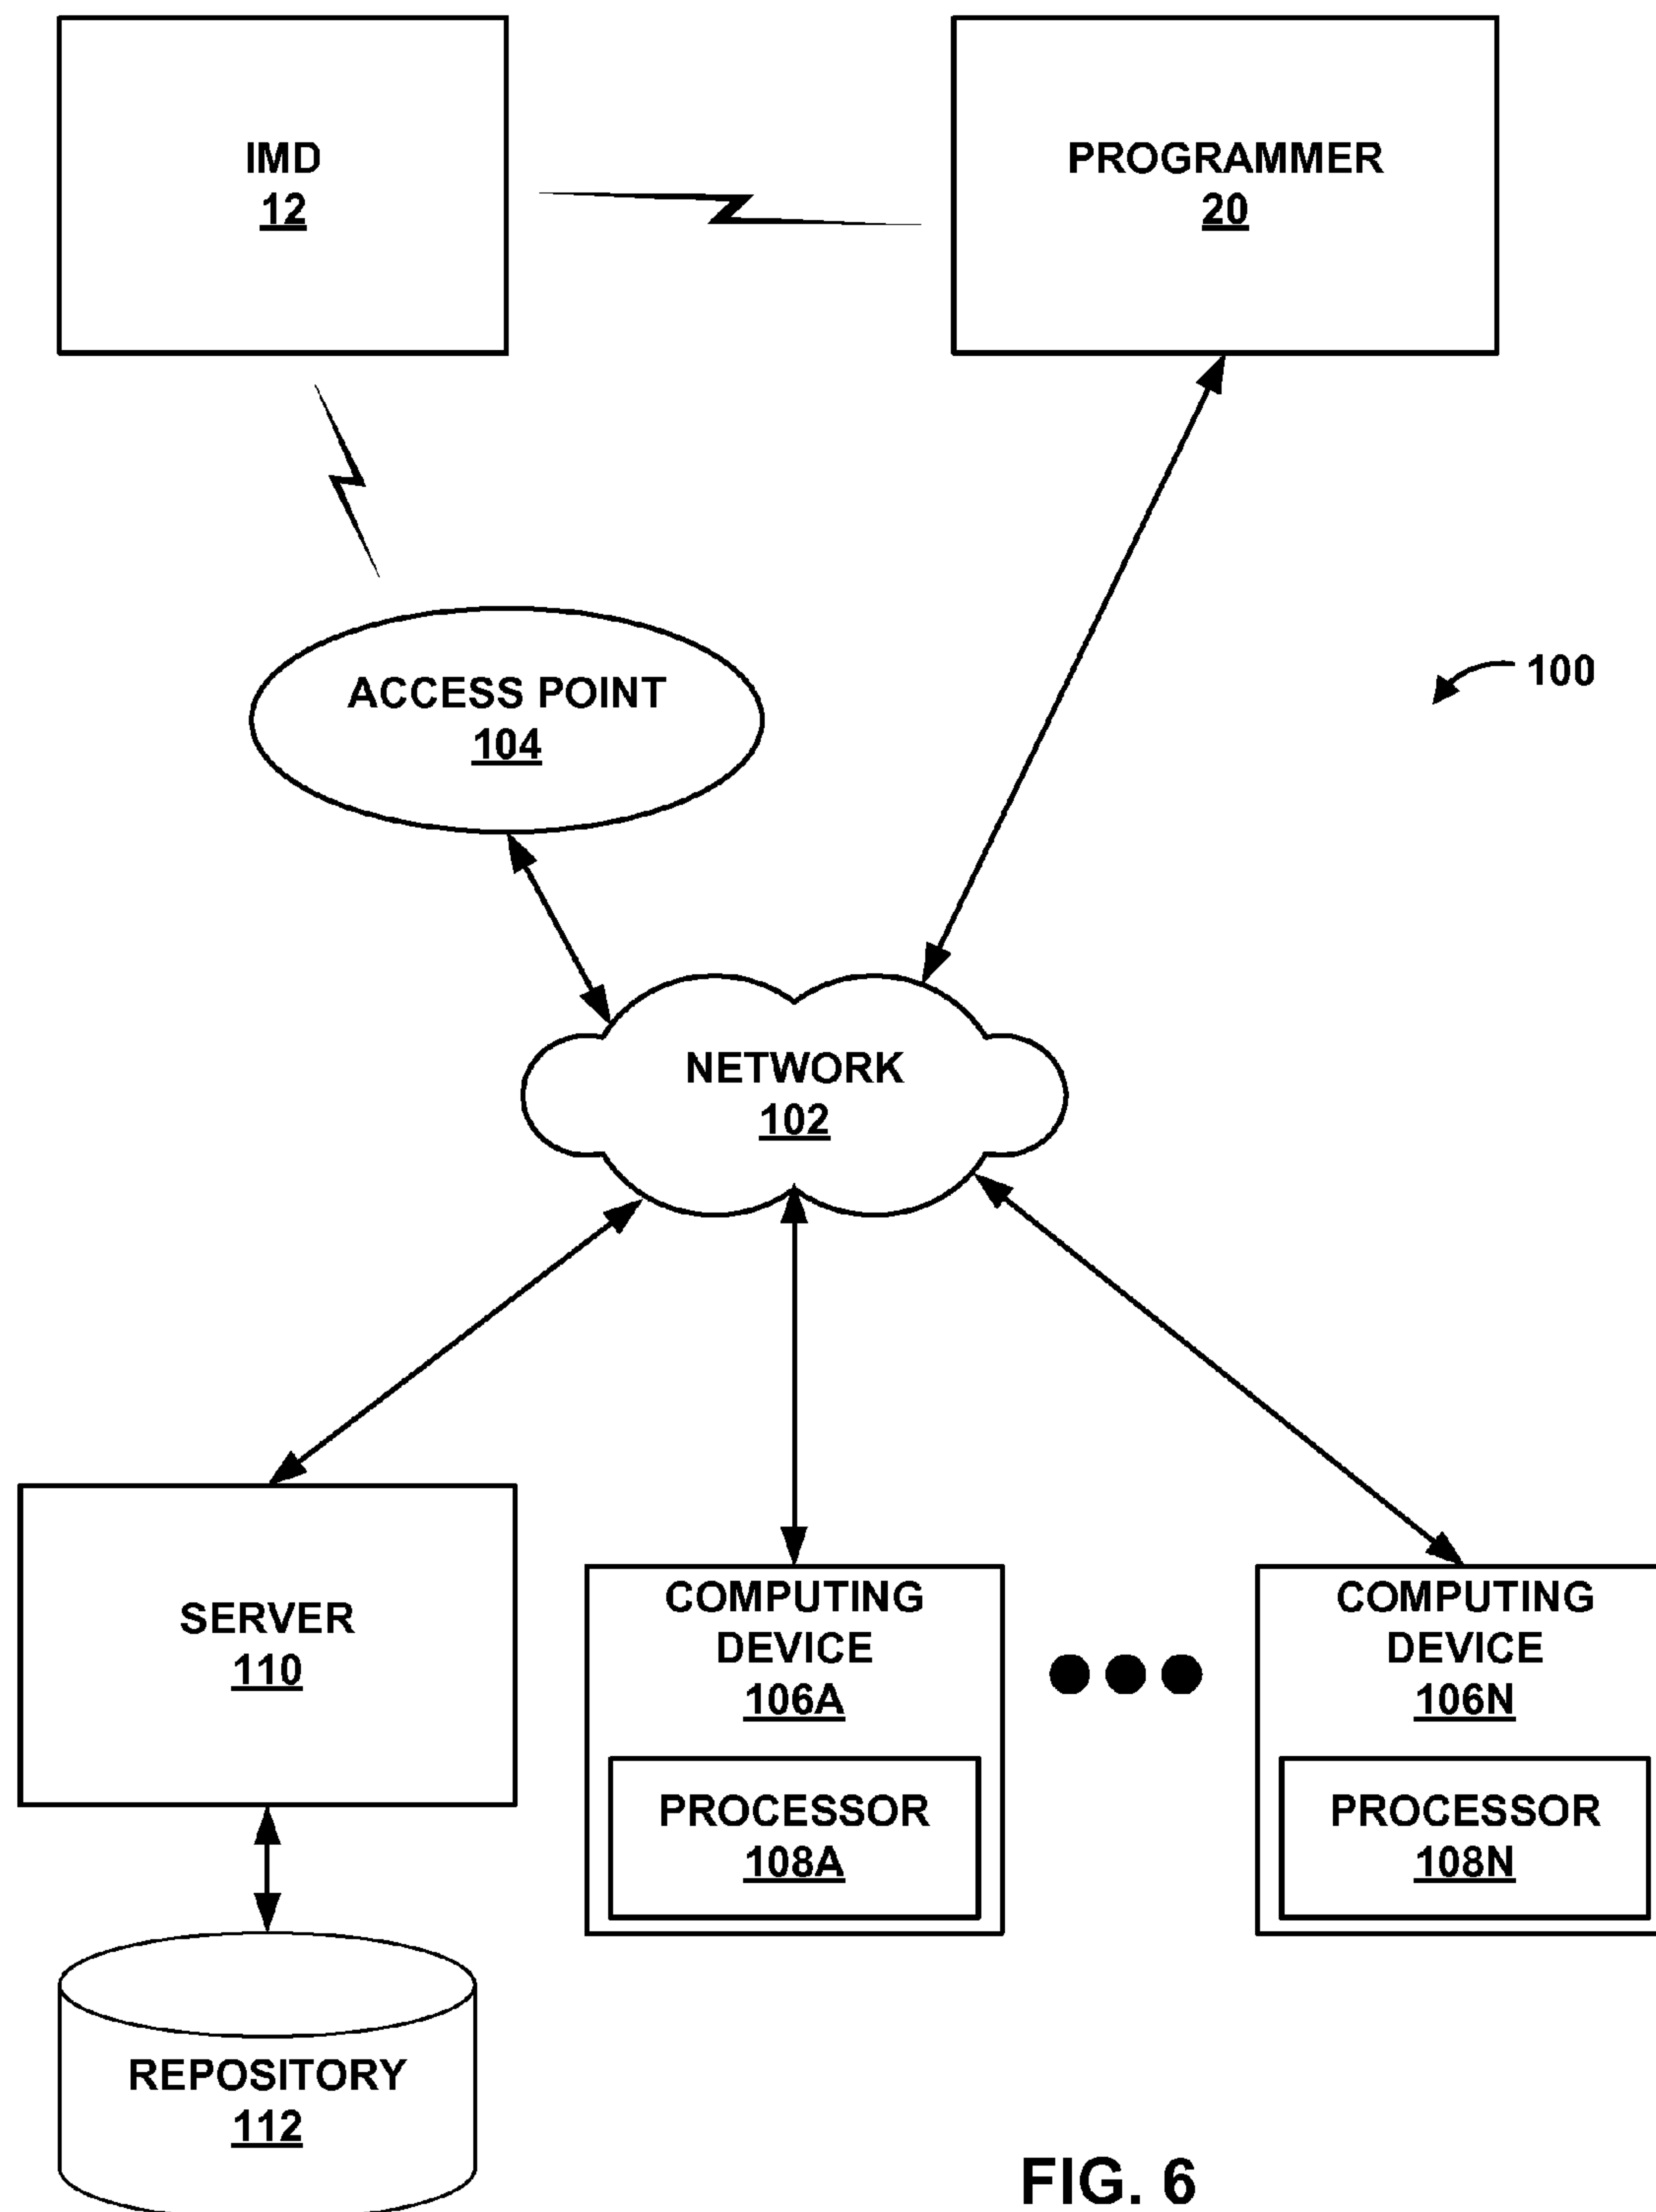 IMD
12
PROGRAMMER
20
ACCESS POINT
104
100
NETWORK
102
SERVER
110
COMPUTING
DEVICE
106A
PROCESSOR
108A
COMPUTING
DEVICE
106N
PROCESSOR
108N
REPOSITORY
112
FIG. 6